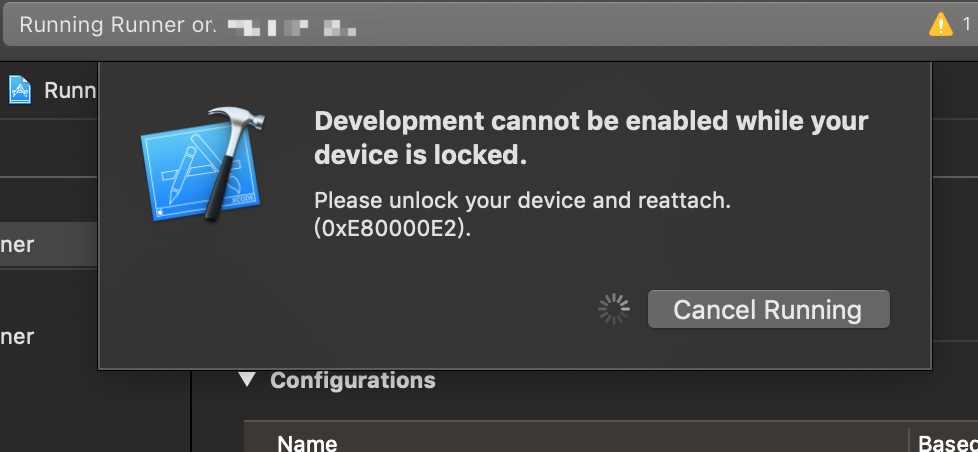 Running Runner or.
1
Runn
Development cannot be enabled while your
device is locked.
Please unlock your device and reattach.
(0xE80000E2).
ner
Cancel Running
ner
Configurations
Name
Based